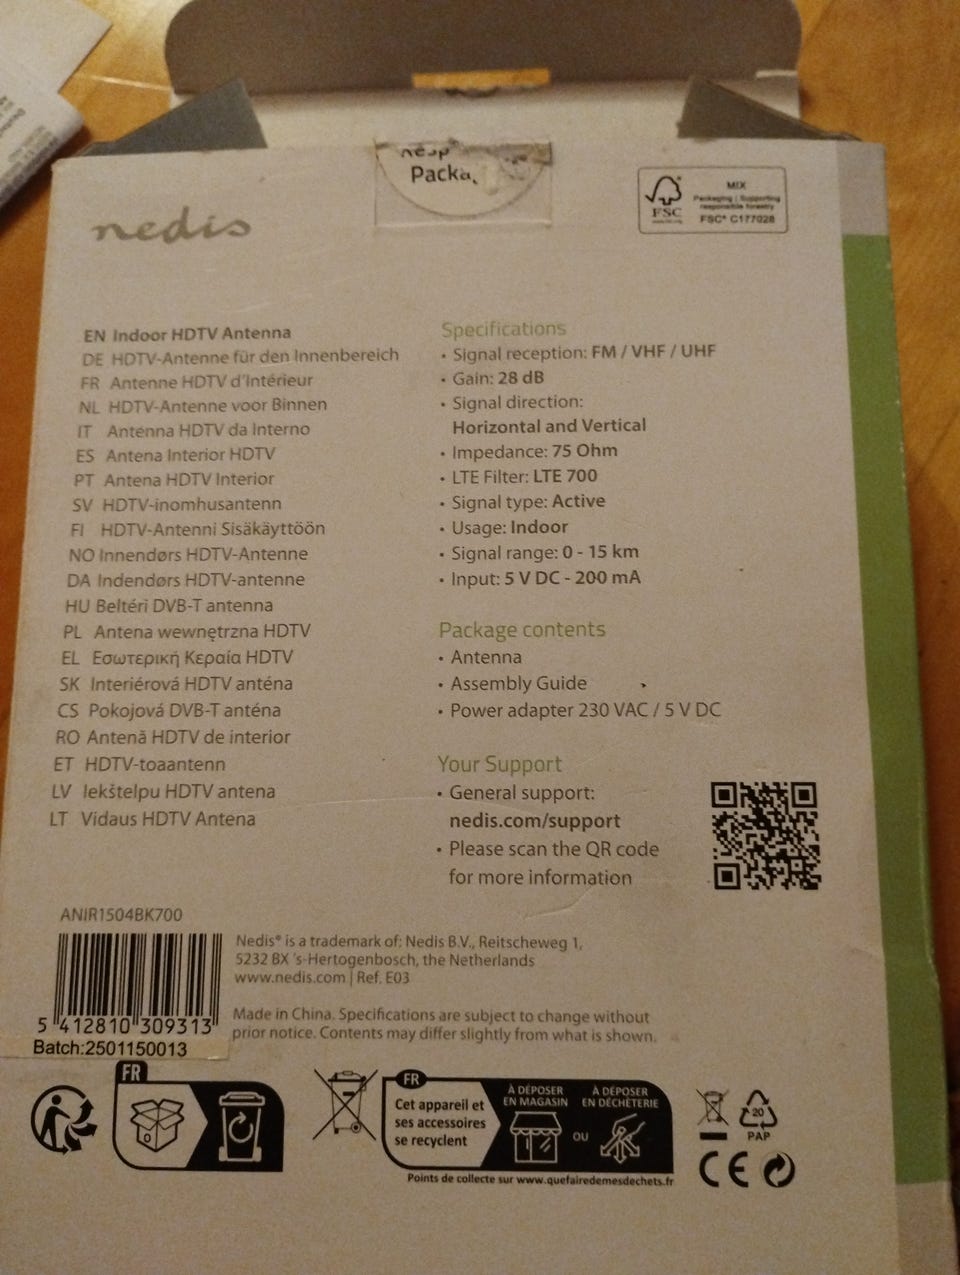 Packa
nedis
FSC
MIX
Packaging | Supporting
responsible forestry
FSC® C177028
EN Indoor HDTV Antenna
DE HDTV-Antenne für den Innenbereich
FR Antenne HDTV d'Intérieur
NL HDTV-Antenne voor Binnen
IT Antenna HDTV da Interno
ES Antena Interior HDTV
PT Antena HDTV Interior
SV HDTV-inomhusantenn
FI HDTV-Antenni Sisäkäyttöön
NO Innendørs HDTV-Antenne
DA Indendørs HDTV-antenne
HU Beltéri DVB-T antenna
PL Antena wewnętrzna HDTV
EL Εσωτερική Κεραία HDTV
SK Interiérová HDTV anténa
CS Pokojová DVB-T anténa
RO Antenă HDTV de interior
ET HDTV-toaantenn
LV Iekštelpu HDTV antena
LT Vidaus HDTV Antena
Specifications
• Signal reception: FM / VHF / UHF
• Gain: 28 dB
• Signal direction:
Horizontal and Vertical
• Impedance: 75 Ohm
• LTE Filter: LTE 700
• Signal type: Active
• Usage: Indoor
• Signal range: 0 - 15 km
• Input: 5 V DC - 200 mA
Package contents
• Antenna
• Assembly Guide
• Power adapter 230 VAC / 5 V DC
Your Support
• General support:
nedis.com/support
• Please scan the QR code
for more information
ANIR1504BK700
5 412810 309313
Batch:2501150013
Nedis® is a trademark of: Nedis B.V., Reitscheweg 1,
5232 BX 's-Hertogenbosch, the Netherlands
www.nedis.com | Ref. E03
Made in China. Specifications are subject to change without
prior notice. Contents may differ slightly from what is shown.
FR
FR
Cet appareil et
ses accessoires
se recyclent
À DÉPOSER
EN MAGASIN
OU
À DÉPOSER
EN DÉCHÈTERIE
Points de collecte sur www.quefairedemesdechets.fr
20
PAP
CE